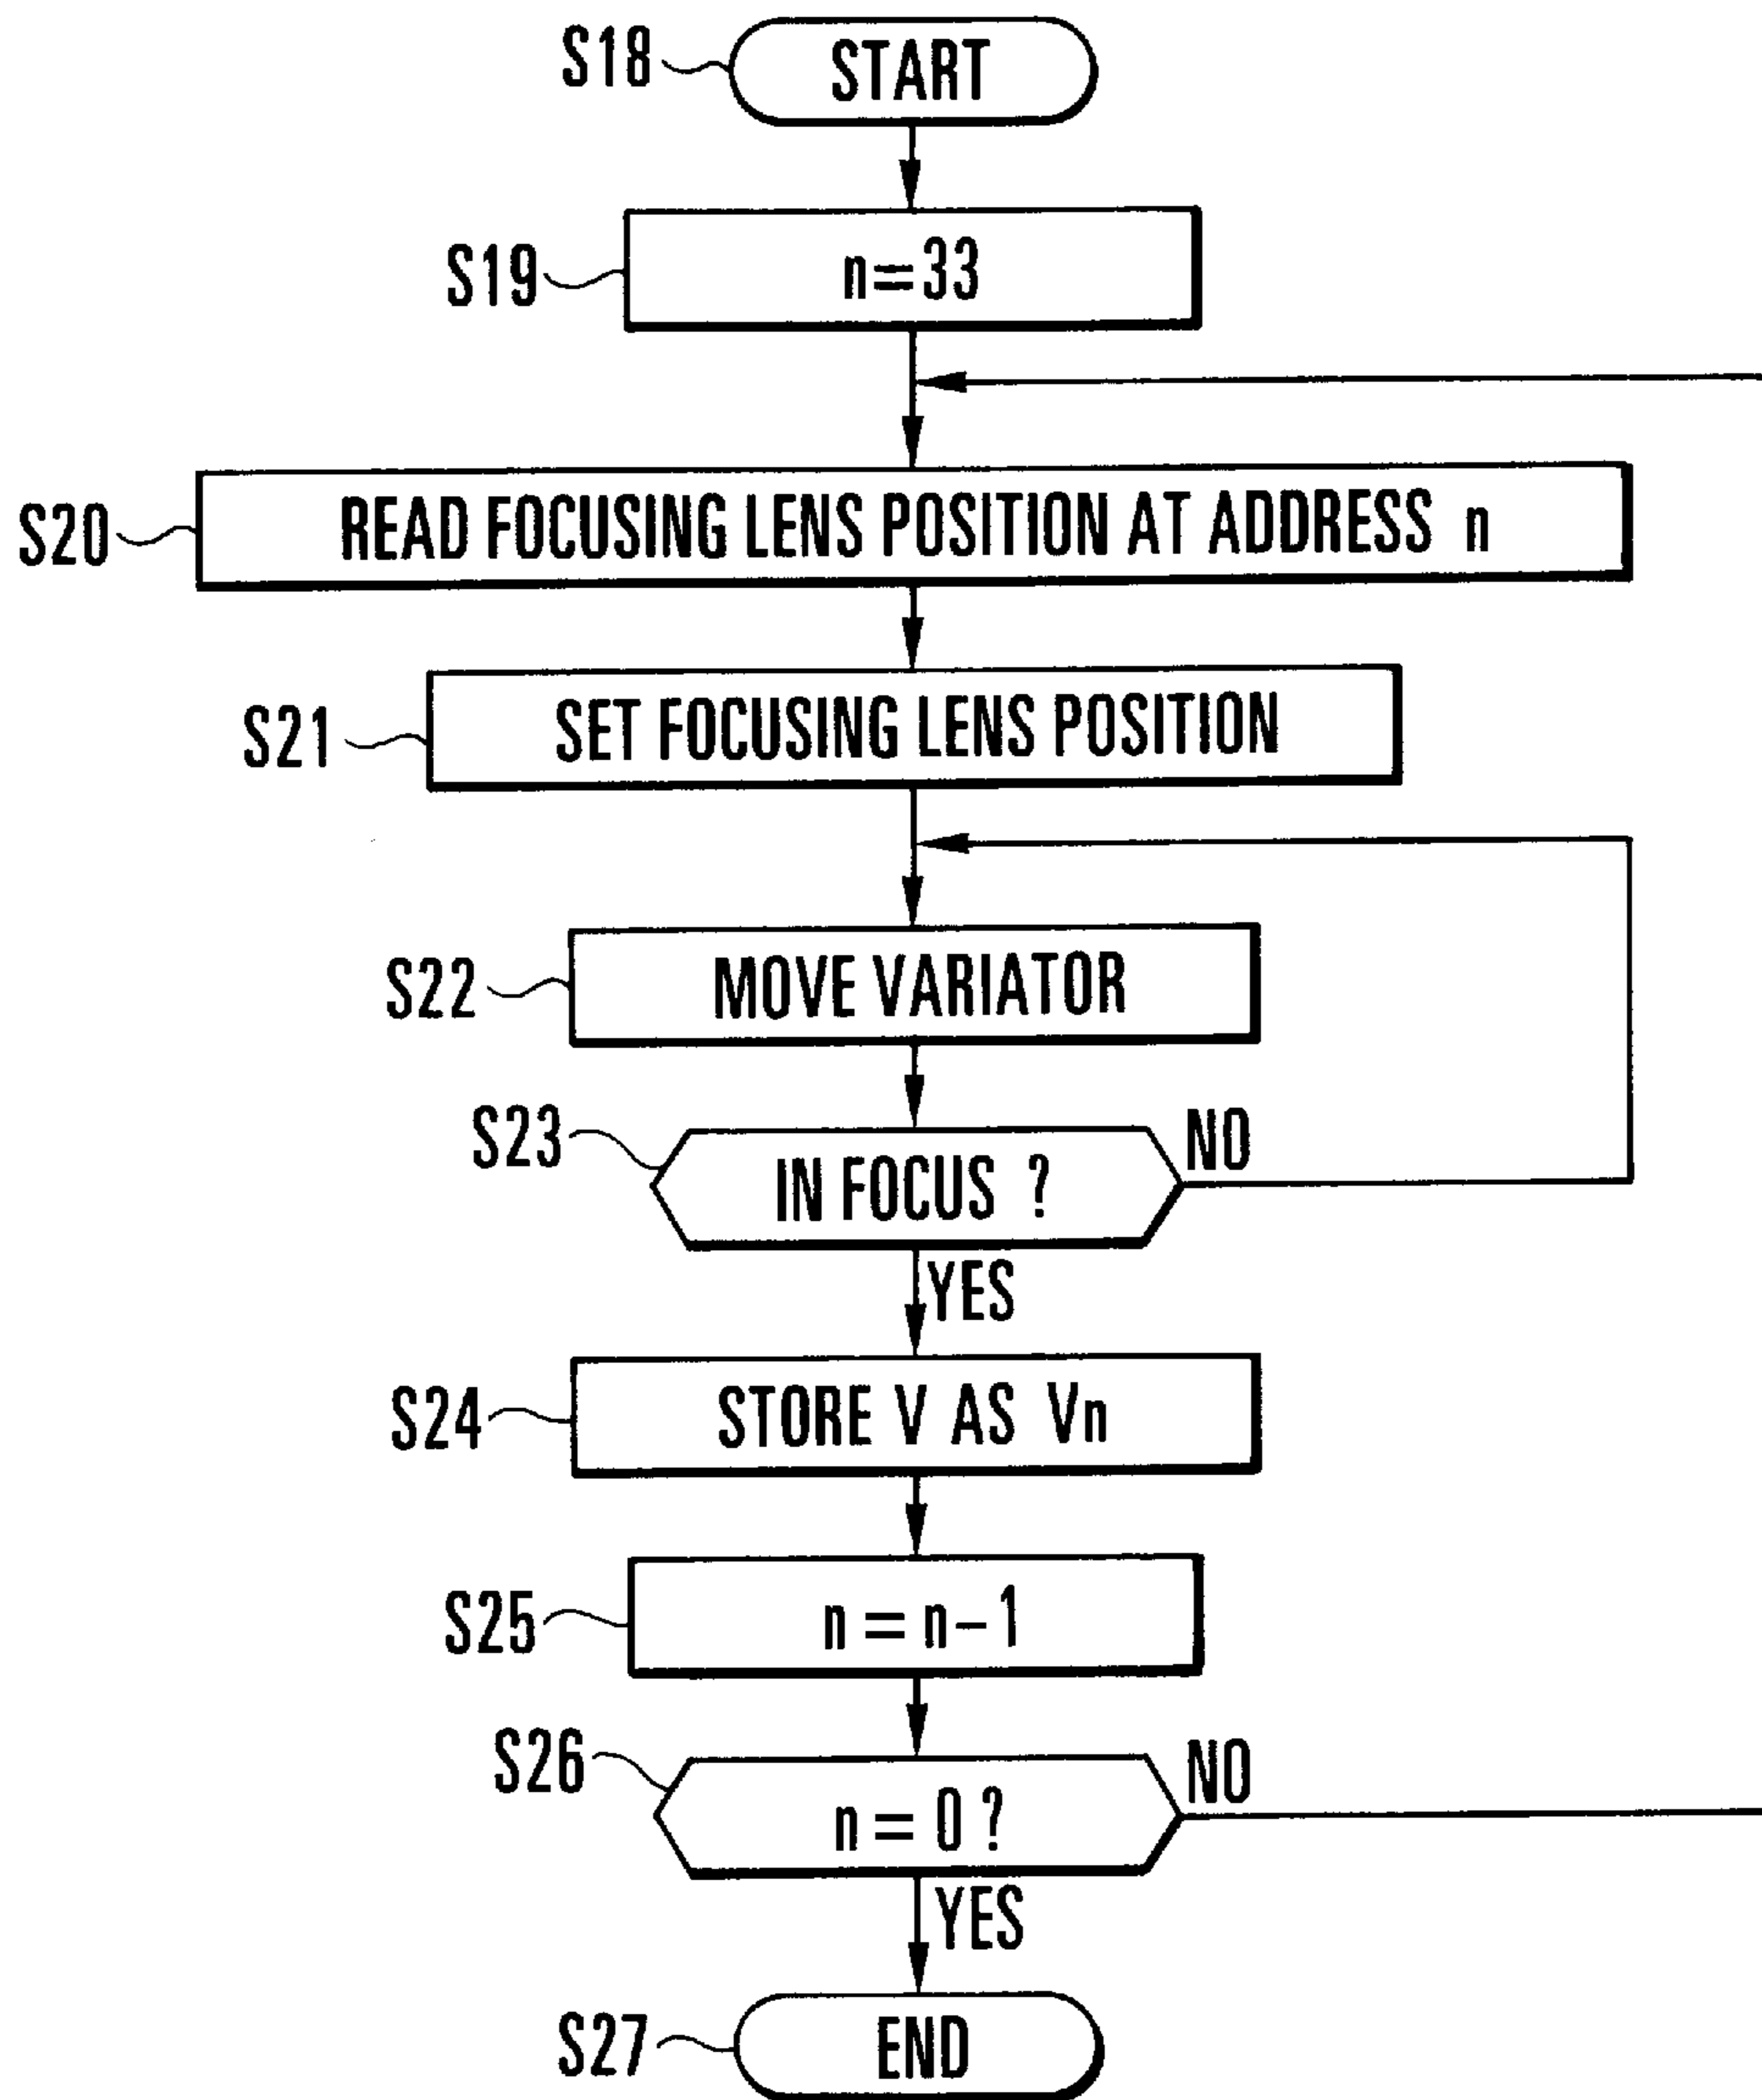 S18
START
S19
n=33
S20
READ FOCUSING LENS POSITION AT ADDRESS n
S21
SET FOCUSING LENS POSITION
S22
MOVE VARIATOR
S23
IN FOCUS ?
NO
YES
S24
STORE V AS Vn
S25
n = n-1
S26
n = 0 ?
NO
YES
S27
END